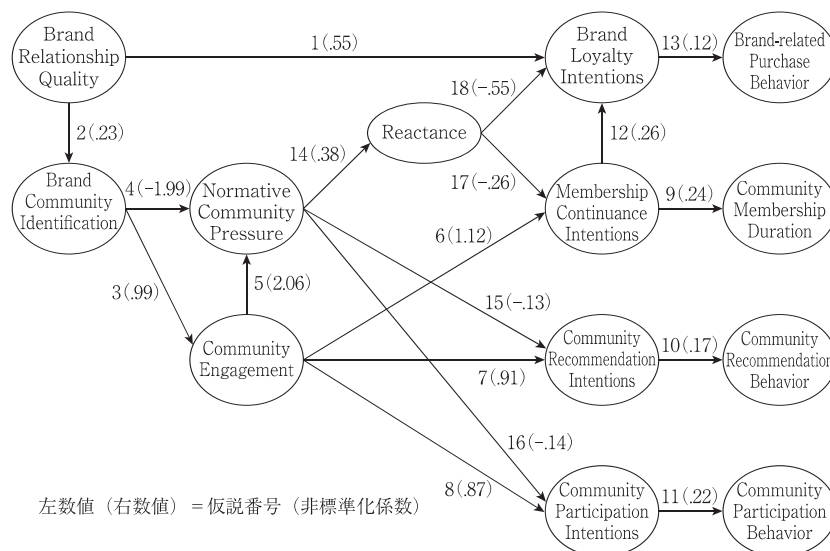 Brand
Relationship
Quality
1(.55)
Brand
Loyalty
Intentions
13(.12)
Brand-related
Purchase
Behavior
2(.23)
18(-.55)
Reactance
14(.38)
12(.26)
17(-.26)
Brand
Community
Identification
4(-1.99)
Normative
Community
Pressure
Membership
Continuance
Intentions
9(.24)
Community
Membership
Duration
6(1.12)
3(.99)
5(2.06)
15(-.13)
Community
Engagement
7(.91)
Community
Recommendation
Intentions
10(.17)
Community
Recommendation
Behavior
16(-.14)
8(.87)
Community
Participation
Intentions
11(.22)
Community
Participation
Behavior
左数値（右数値）＝仮説番号（非標準化係数）